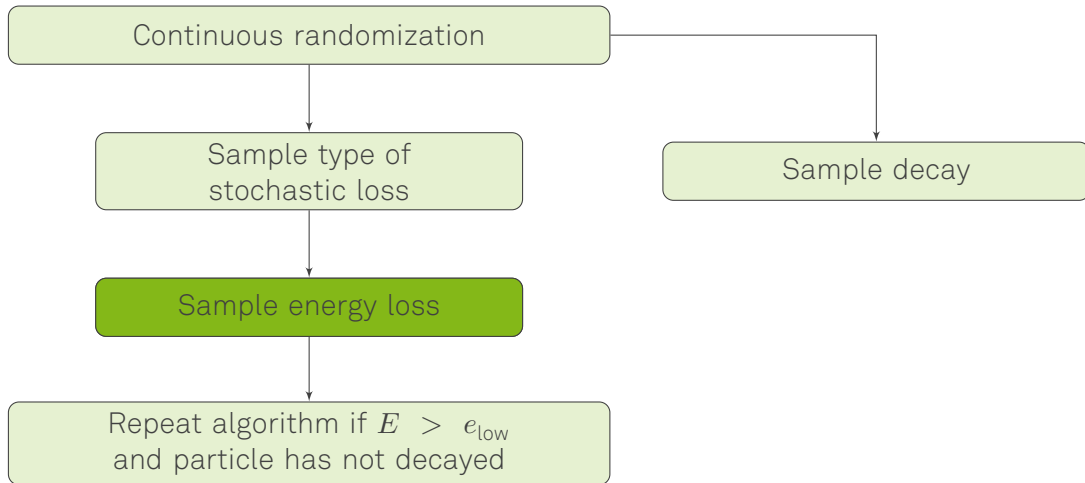 Continuous randomization
Sample type of
stochastic loss
Sample decay
Sample energy loss
Repeat algorithm if E > e_low
and particle has not decayed